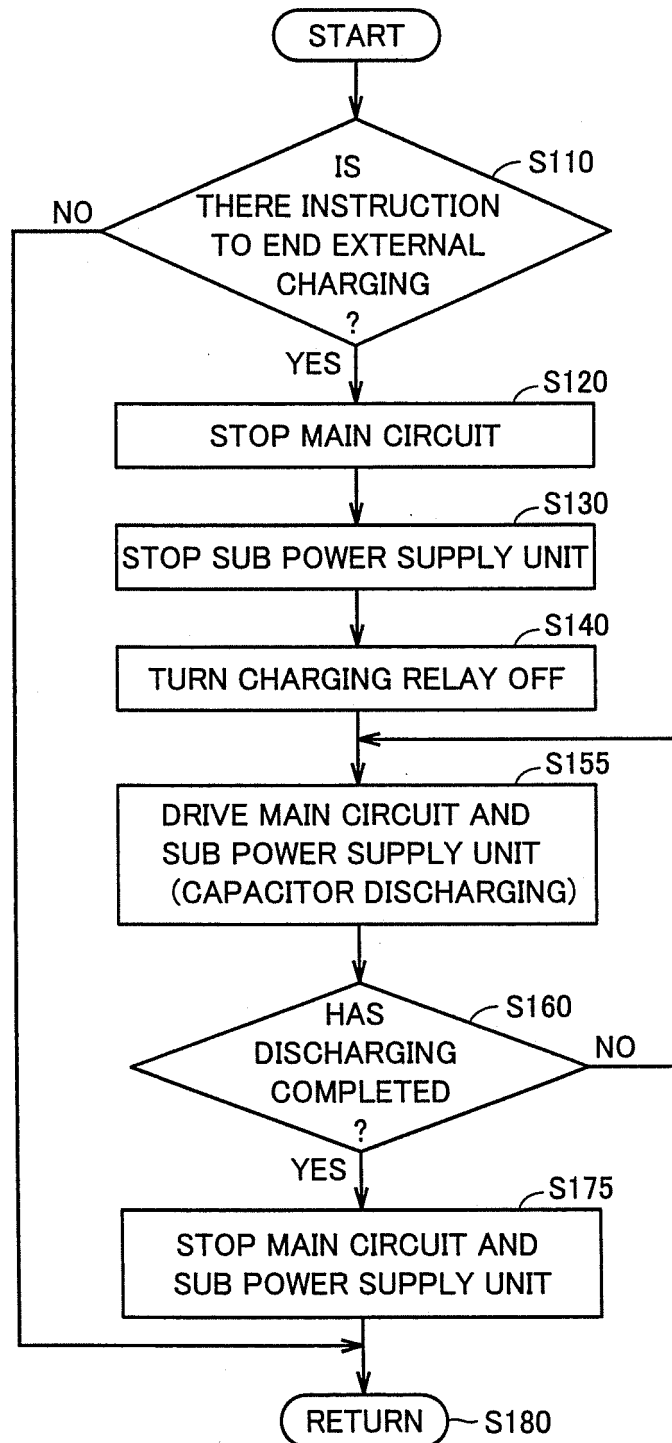 START
IS
THERE INSTRUCTION
TO END EXTERNAL
CHARGING
?
S110
NO
YES
S120
STOP MAIN CIRCUIT
S130
STOP SUB POWER SUPPLY UNIT
S140
TURN CHARGING RELAY OFF
S155
DRIVE MAIN CIRCUIT AND
SUB POWER SUPPLY UNIT
(CAPACITOR DISCHARGING)
S160
HAS
DISCHARGING
COMPLETED
?
NO
YES
S175
STOP MAIN CIRCUIT AND
SUB POWER SUPPLY UNIT
RETURN
S180